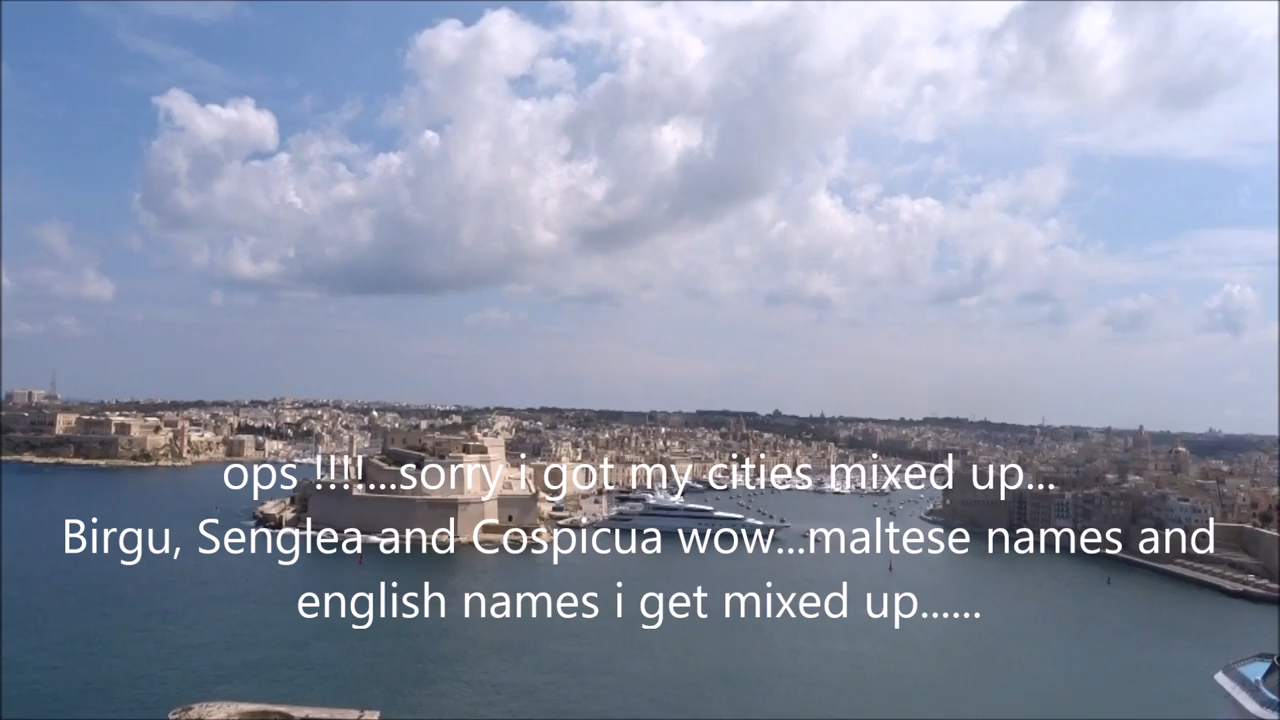 ops !!!!...sorry i got my cities mixed up...
Birgu, Senglea and Cospicua wow...maltese names and
english names i get mixed up......